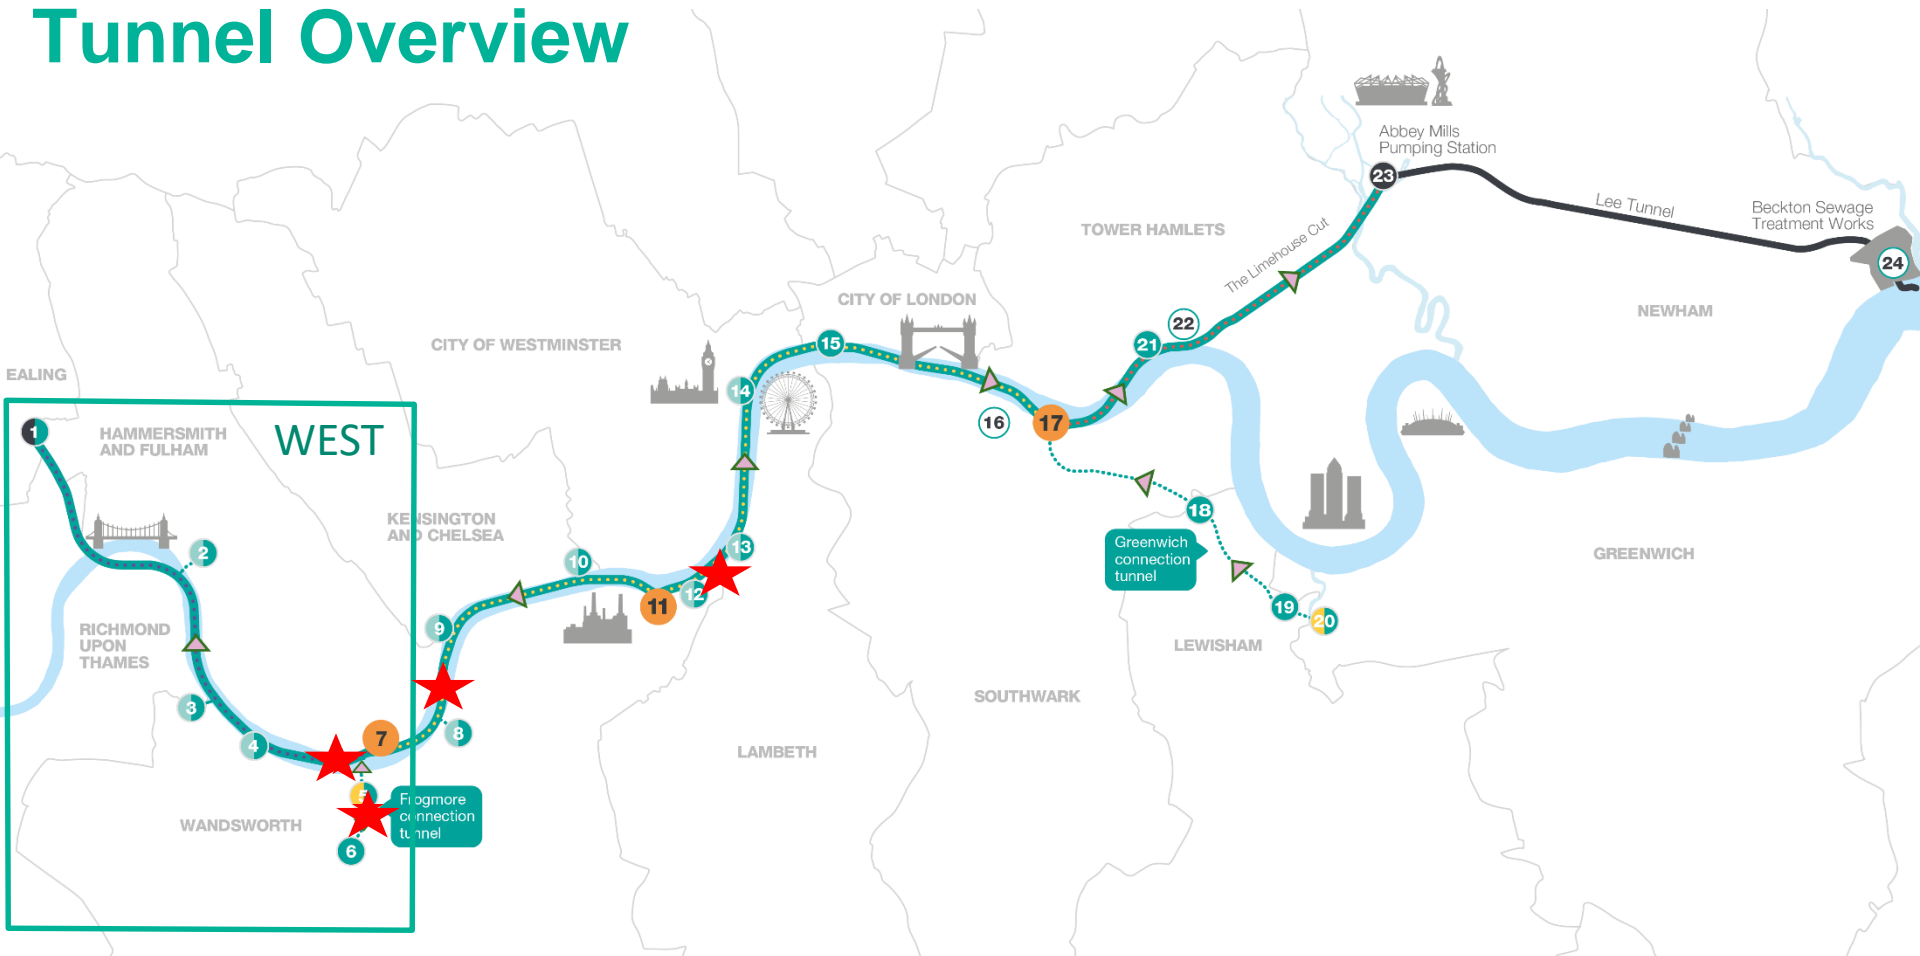 Tunnel Overview
Abbey Mills
Pumping Station
23
Lee Tunnel
Beckton Sewage
Treatment Works
24
TOWER HAMLETS
The Limehouse Cut
CITY OF LONDON
NEWHAM
22
21
15
CITY OF WESTMINSTER
EALING
14
16
17
1
HAMMERSMITH
AND FULHAM
WEST
KENSINGTON
AND CHELSEA
18
Greenwich
connection
tunnel
GREENWICH
2
10
13
12
11
19
20
9
RICHMOND
UPON
THAMES
LEWISHAM
SOUTHWARK
3
8
7
4
LAMBETH
5
Frogmore
connection
tunnel
WANDSWORTH
6